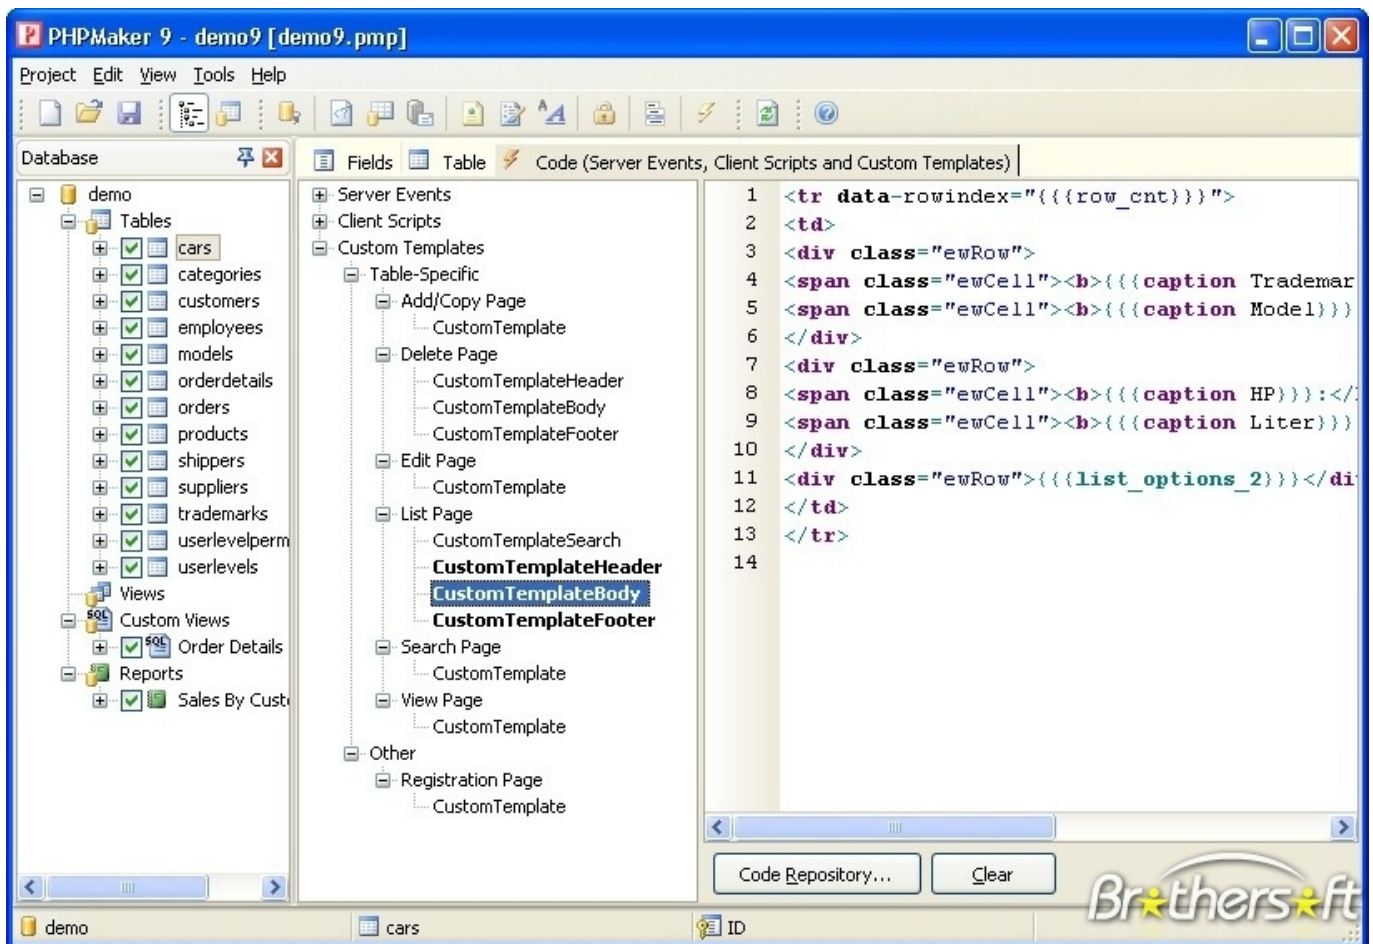 PHPMaker 9 - demo9 [demo9.pmp]
Project Edit View Tools Help
Database
Fields Table Code (Server Events, Client Scripts and Custom Templates)
demo
Tables
cars
categories
customers
employees
models
orderdetails
orders
products
shippers
suppliers
trademarks
userlevelperm
userlevels
Views
Custom Views
SQL
SQL
Order Details
Reports
Sales By Custo
Server Events
Client Scripts
Custom Templates
Table-Specific
Add/Copy Page
CustomTemplate
Delete Page
CustomTemplateHeader
CustomTemplateBody
CustomTemplateFooter
Edit Page
CustomTemplate
List Page
CustomTemplateSearch
CustomTemplateHeader
CustomTemplateBody
CustomTemplateFooter
Search Page
CustomTemplate
View Page
CustomTemplate
Other
Registration Page
CustomTemplate
1 <tr data-rowindex="{{{row_cnt}}}">
2 <td>
3 <div class="ewRow">
4 <span class="ewCell"><b>{{{caption Trademar
5 <span class="ewCell"><b>{{{caption Model}}}
6 </div>
7 <div class="ewRow">
8 <span class="ewCell"><b>{{{caption HP}}}:</
9 <span class="ewCell"><b>{{{caption Liter}}}
10 </div>
11 <div class="ewRow">{{{list_options_2}}}</di
12 </td>
13 </tr>
14
Code Repository... Clear
Brothersoft
demo cars ID